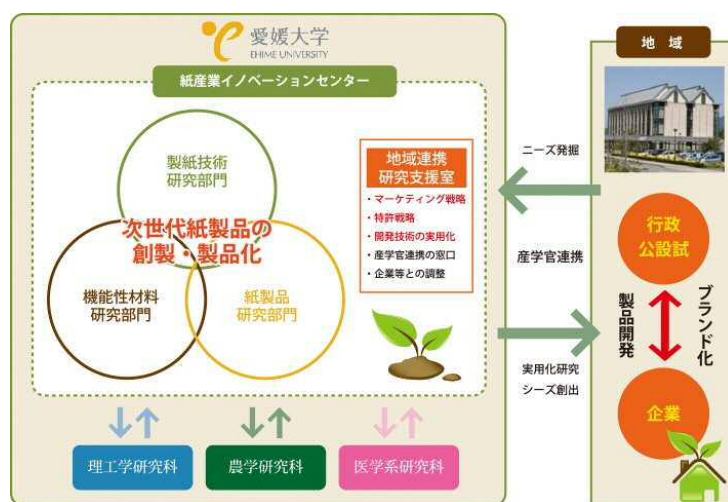 愛媛大学
EHIME UNIVERSITY
紙産業イノベーションセンター
製紙技術
研究部門
次世代紙製品の
創製・製品化
機能性材料
研究部門
紙製品
研究部門
地域連携
研究支援室
・マーケティング戦略
・特許戦略
・開発技術の実用化
・産学官連携の窓口
・企業等との調整
理工学研究科
農学研究科
医学系研究科
ニーズ発掘
産学官連携
実用化研究
シーズ創出
地 域
行政
公設試
製品開発
ブランド化
企業